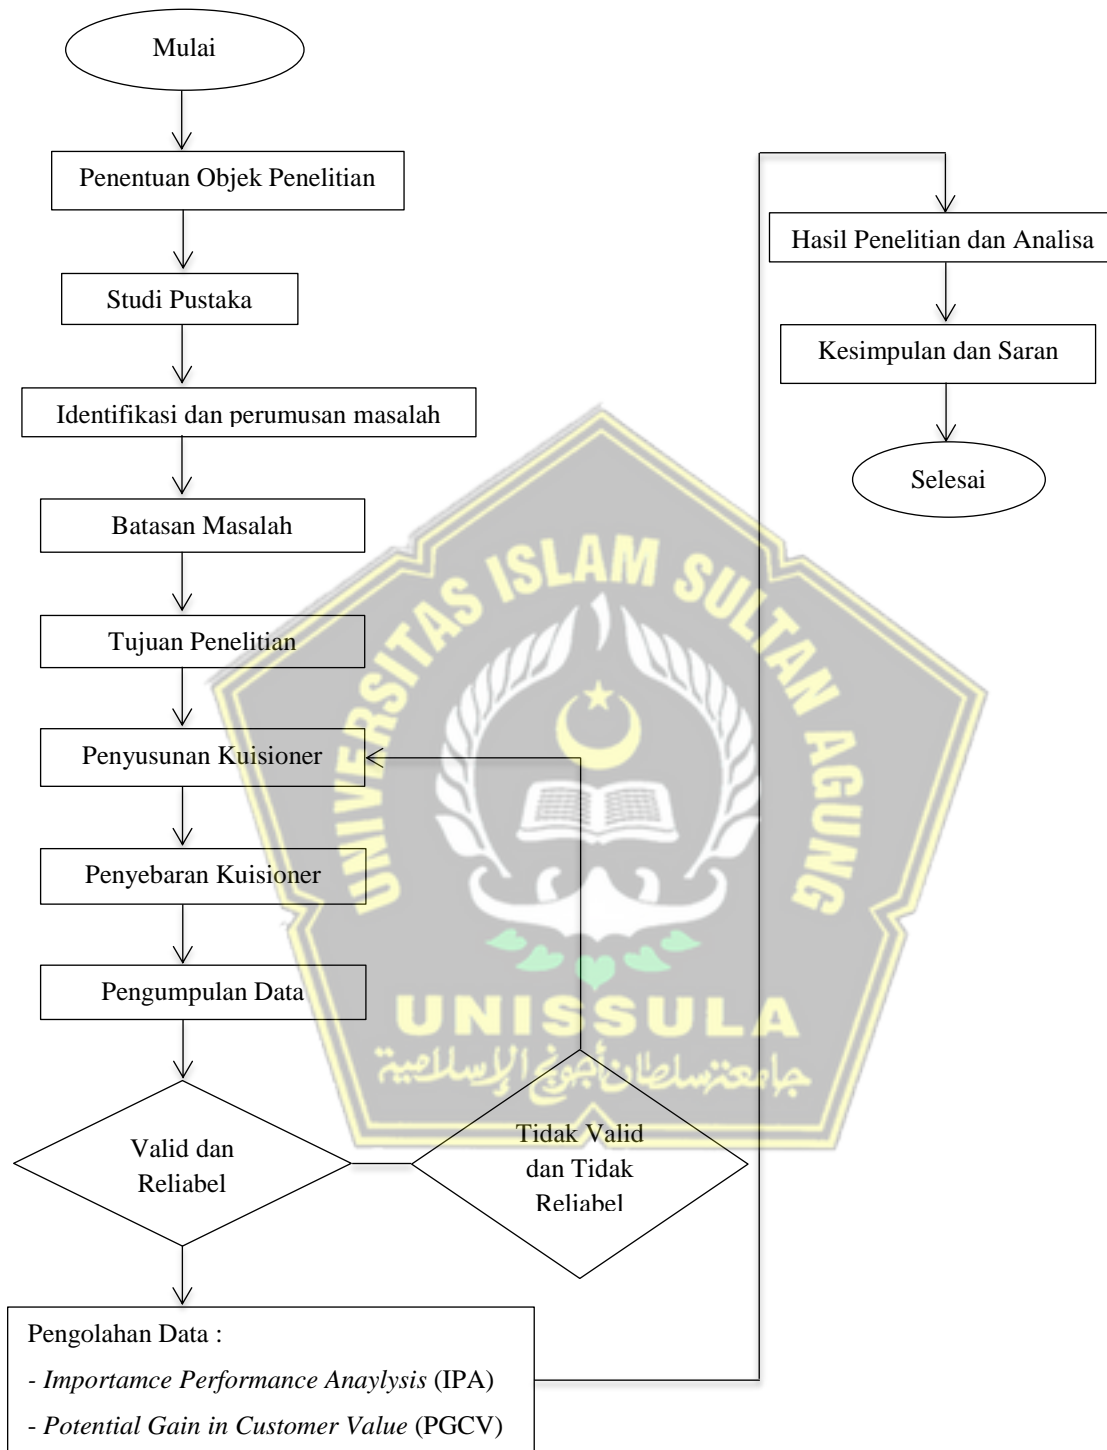 Mulai
Penentuan Objek Penelitian
Studi Pustaka
Identifikasi dan perumusan masalah
Batasan Masalah
Tujuan Penelitian
Penyusunan Kuisioner
Penyebaran Kuisioner
Pengumpulan Data
Valid dan
Reliabel
Tidak Valid
dan Tidak
Reliabel
Pengolahan Data :
- Importamce Performance Anaylysis (IPA)
- Potential Gain in Customer Value (PGCV)
Hasil Penelitian dan Analisa
Kesimpulan dan Saran
Selesai
UNIVERSITAS ISLAM SULTAN AGUNG
UNISSULA
جامعة سلطان أجونج الإسلامية